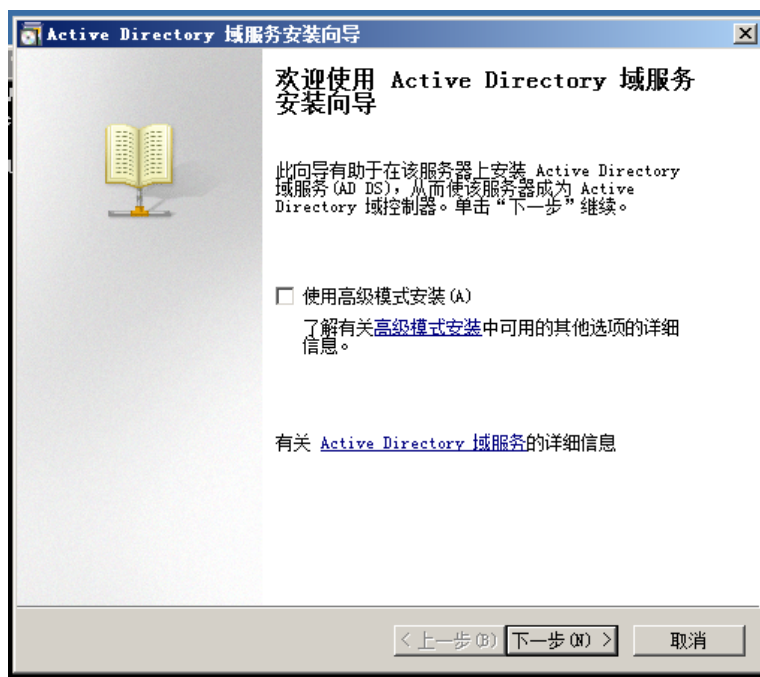 Active Directory 域服务安装向导
欢迎使用 Active Directory 域服务
安装向导
此向导有助于在该服务器上安装 Active Directory
域服务(AD DS)，从而使该服务器成为 Active
Directory 域控制器。单击“下一步”继续。
使用高级模式安装(A)
了解有关高级模式安装中可用的其他选项的详细
信息。
有关 Active Directory 域服务的详细信息
< 上一步(B) 下一步(N) > 取消